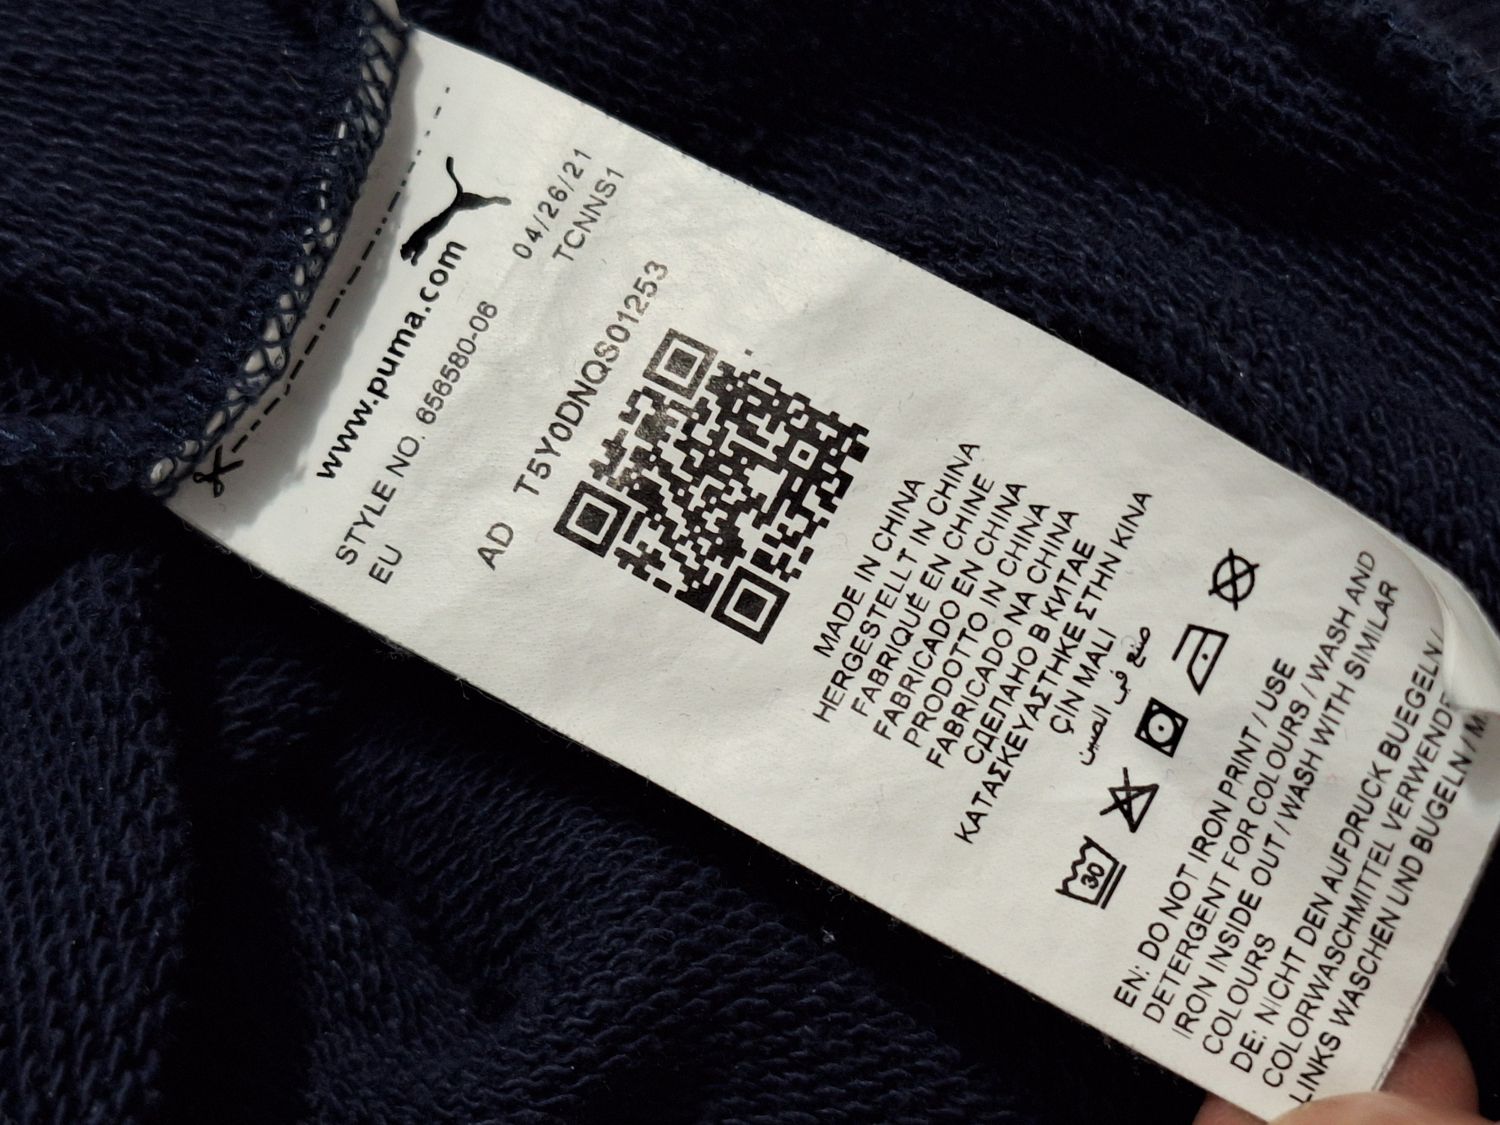 www.puma.com
STYLE NO. 656580-06 04/26/21
EU TCNNS1
AD T5Y0DNQS01253
MADE IN CHINA
HERGESTELLT IN CHINA
FABRIQUÉ EN CHINE
FABRICADO EN CHINA
PRODOTTO IN CHINA
FABRICADO NA CHINA
СДЕЛАНО В КИТАЕ
ΚΑΤΑΣΚΕΥΑΣΤΗΚΕ ΣΤΗΝ ΚΙΝΑ
ÇIN MALI
صنع في الصين
30
EN: DO NOT IRON PRINT / USE
DETERGENT FOR COLOURS / WASH AND
IRON INSIDE OUT / WASH WITH SIMILAR
COLOURS
DE: NICHT DEN AUFDRUCK BUEGELN /
COLORWASCHMITTEL VERWENDE
LINKS WASCHEN UND BUGELN / M